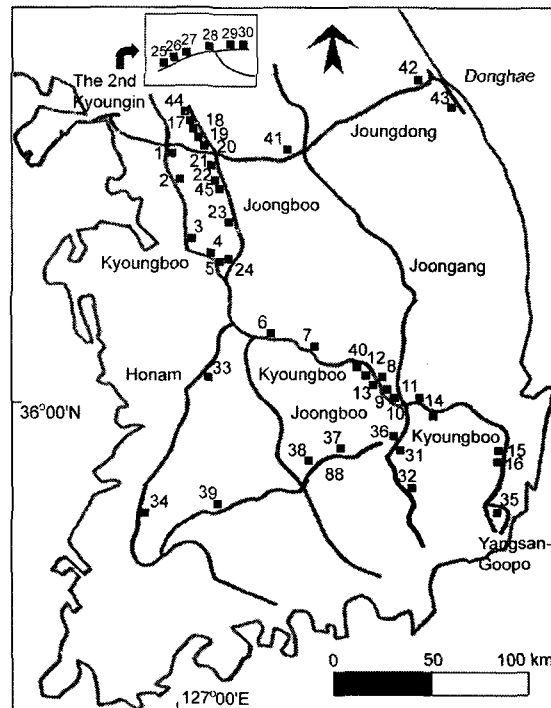 25 26 27 28 29 30
The 2nd
Kyoungin
42
Donghae
43
44
17
18
19
20
41
Joungdong
1
21
2
22
45
Joongboo
23
3
4
Kyoungboo
5
24
Joongang
6
7
40
12
8
Honam
33
Kyoungboo
13
11
9
10
14
36°00'N
Joongboo
36
Kyoungboo
37
31
15
38
88
16
32
39
34
35
Yangsan-
Goopo
0 50 100 km
127°00'E